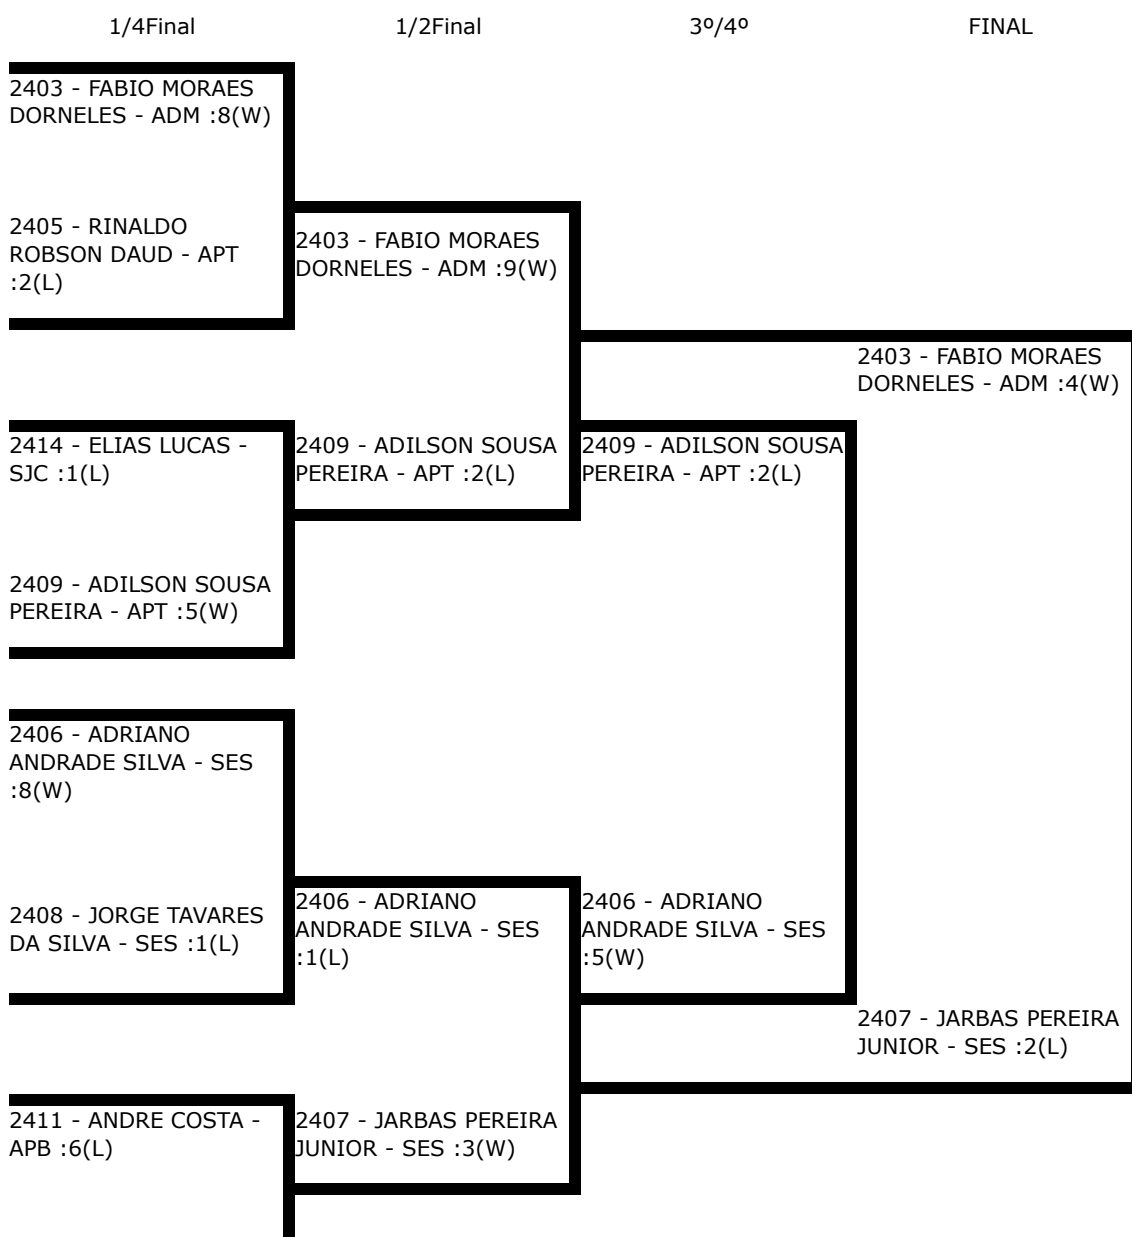 1/4Final
1/2Final
3º/4º
FINAL
2403 - FABIO MORAES
DORNELES - ADM :8(W)
2405 - RINALDO
ROBSON DAUD - APT
:2(L)
2414 - ELIAS LUCAS -
SJC :1(L)
2409 - ADILSON SOUSA
PEREIRA - APT :5(W)
2406 - ADRIANO
ANDRADE SILVA - SES
:8(W)
2408 - JORGE TAVARES
DA SILVA - SES :1(L)
2411 - ANDRE COSTA -
APB :6(L)
2403 - FABIO MORAES
DORNELES - ADM :9(W)
2409 - ADILSON SOUSA
PEREIRA - APT :2(L)
2406 - ADRIANO
ANDRADE SILVA - SES
:1(L)
2407 - JARBAS PEREIRA
JUNIOR - SES :3(W)
2409 - ADILSON SOUSA
PEREIRA - APT :2(L)
2406 - ADRIANO
ANDRADE SILVA - SES
:5(W)
2403 - FABIO MORAES
DORNELES - ADM :4(W)
2407 - JARBAS PEREIRA
JUNIOR - SES :2(L)